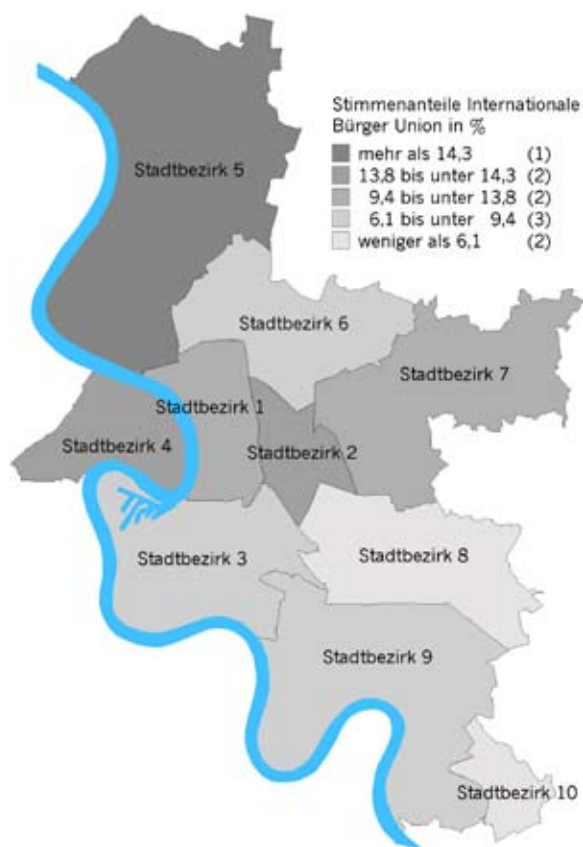 Stimmenanteile Internationale
Bürger Union in %
mehr als 14,3 (1)
13,8 bis unter 14,3 (2)
9,4 bis unter 13,8 (2)
6,1 bis unter 9,4 (3)
weniger als 6,1 (2)
Stadtbezirk 5
Stadtbezirk 6
Stadtbezirk 7
Stadtbezirk 1
Stadtbezirk 4
Stadtbezirk 2
Stadtbezirk 3
Stadtbezirk 8
Stadtbezirk 9
Stadtbezirk 10